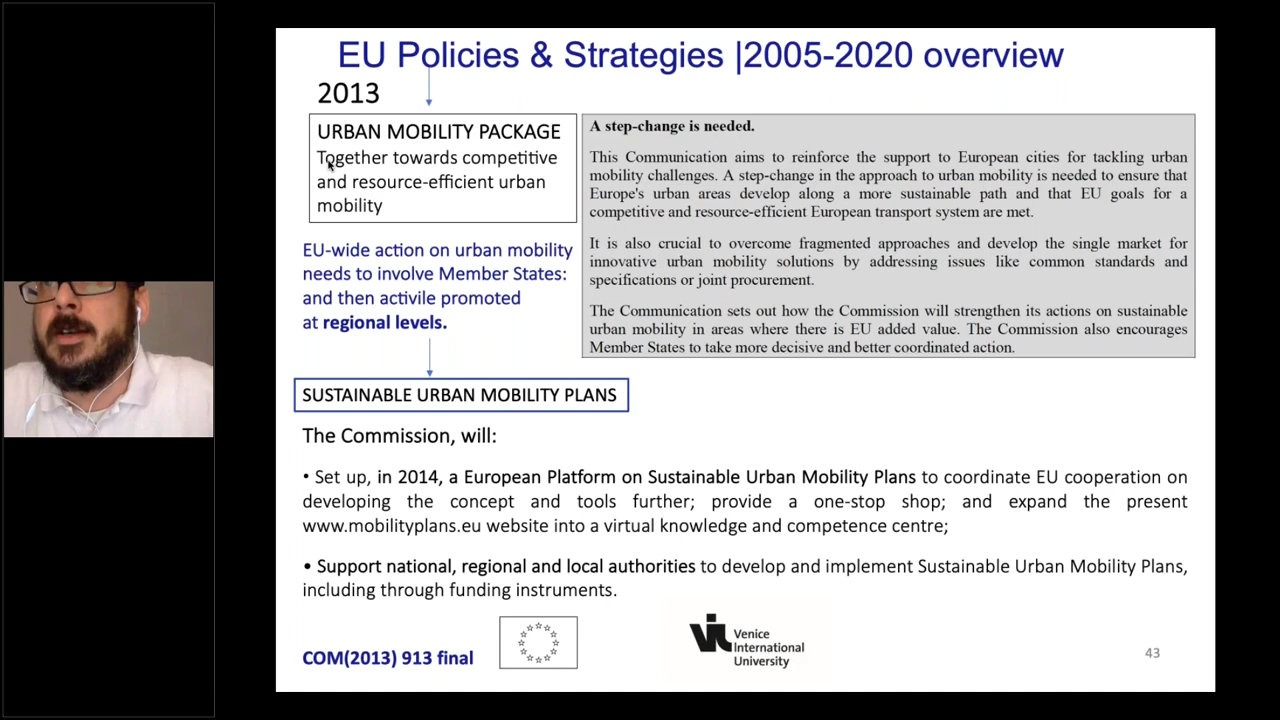 EU Policies & Strategies |2005-2020 overview
2013
URBAN MOBILITY PACKAGE
Together towards competitive
and resource-efficient urban
mobility
EU-wide action on urban mobility
needs to involve Member States:
and then activile promoted
at regional levels.
A step-change is needed.
This Communication aims to reinforce the support to European cities for tackling urban
mobility challenges. A step-change in the approach to urban mobility is needed to ensure that
Europe's urban areas develop along a more sustainable path and that EU goals for a
competitive and resource-efficient European transport system are met.
It is also crucial to overcome fragmented approaches and develop the single market for
innovative urban mobility solutions by addressing issues like common standards and
specifications or joint procurement.
The Communication sets out how the Commission will strengthen its actions on sustainable
urban mobility in areas where there is EU added value. The Commission also encourages
Member States to take more decisive and better coordinated action.
SUSTAINABLE URBAN MOBILITY PLANS
The Commission, will:
• Set up, in 2014, a European Platform on Sustainable Urban Mobility Plans to coordinate EU cooperation on
developing the concept and tools further; provide a one-stop shop; and expand the present
www.mobilityplans.eu website into a virtual knowledge and competence centre;
• Support national, regional and local authorities to develop and implement Sustainable Urban Mobility Plans,
including through funding instruments.
COM(2013) 913 final
VIU
Venice
International
University
43